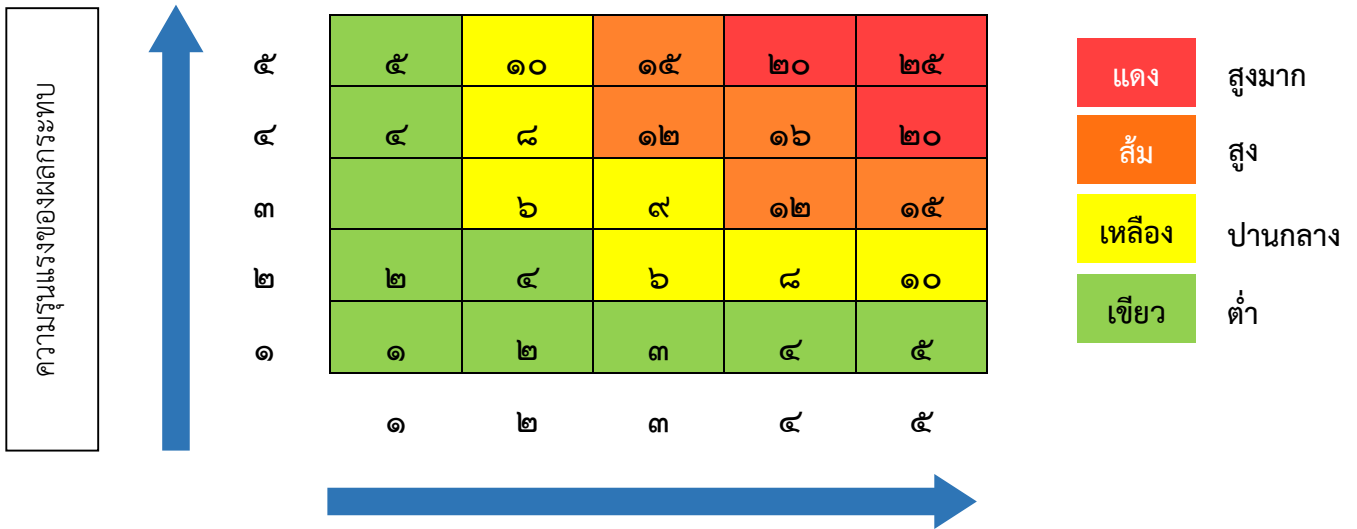 ความรุนแรงของผลกระทบ
๕ ๕ ๑๐ ๑๕ ๒๐ ๒๕
๔ ๔ ๘ ๑๒ ๑๖ ๒๐
๓ ๖ ๙ ๑๒ ๑๕
๒ ๒ ๔ ๖ ๘ ๑๐
๑ ๑ ๒ ๓ ๔ ๕
๑ ๒ ๓ ๔ ๕
แดง สูงมาก
ส้ม สูง
เหลือง ปานกลาง
เขียว ต่ำ